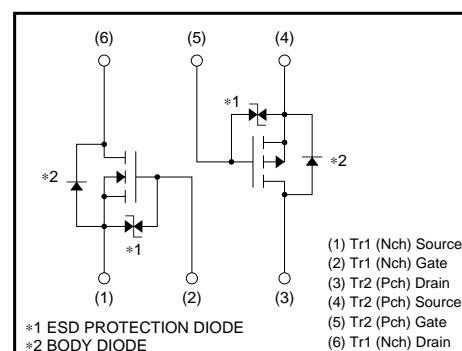 (6) (5) (4)
*1
*2 *2
*1
(1) (2) (3)
(1) Tr1 (Nch) Source
(2) Tr1 (Nch) Gate
(3) Tr2 (Pch) Drain
(4) Tr2 (Pch) Source
(5) Tr2 (Pch) Gate
(6) Tr1 (Nch) Drain
*1 ESD PROTECTION DIODE
*2 BODY DIODE